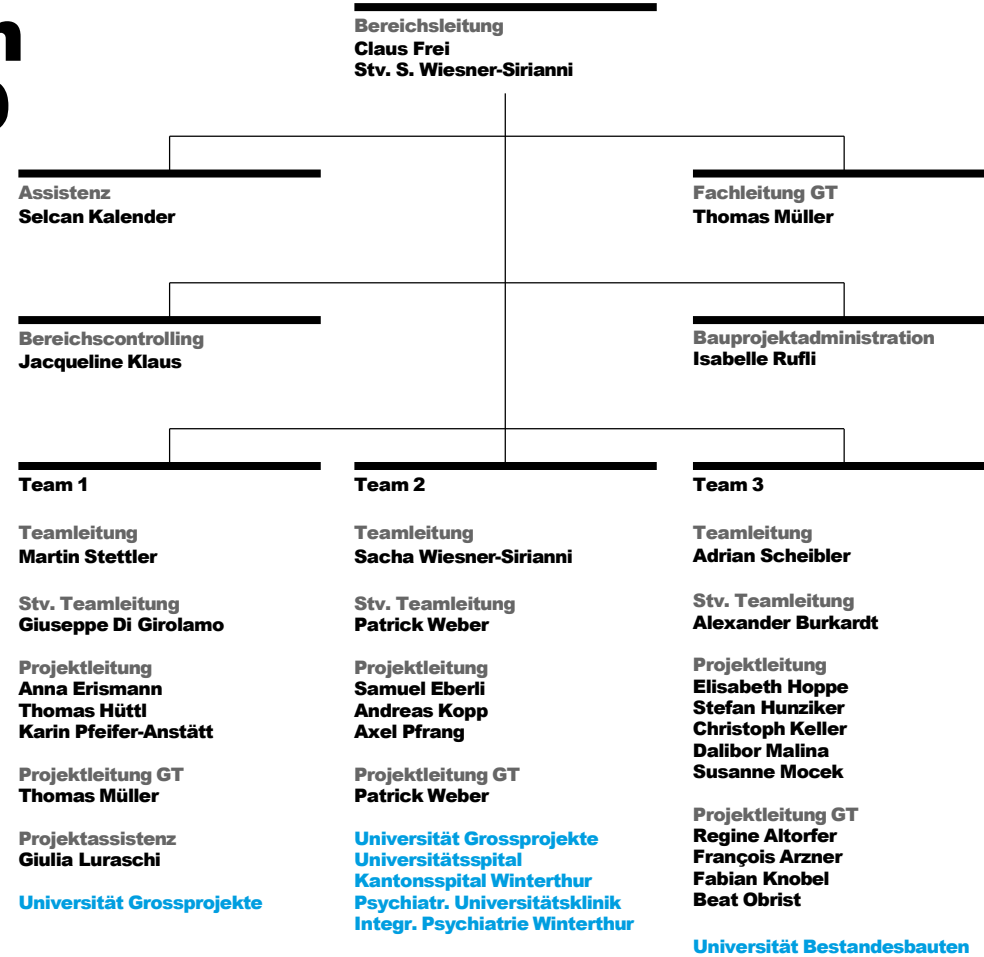 Bereichsleitung
Claus Frei
Stv. S. Wiesner-Sirianni
Assistenz
Selcan Kalender
Fachleitung GT
Thomas Müller
Bereichscontrolling
Jacqueline Klaus
Bauprojektadministration
Isabelle Rufli
Team 1
Teamleitung
Martin Stettler
Stv. Teamleitung
Giuseppe Di Girolamo
Projektleitung
Anna Erismann
Thomas Hüttl
Karin Pfeifer-Anstätt
Projektleitung GT
Thomas Müller
Projektassistenz
Giulia Luraschi
Universität Grossprojekte
Team 2
Teamleitung
Sacha Wiesner-Sirianni
Stv. Teamleitung
Patrick Weber
Projektleitung
Samuel Eberli
Andreas Kopp
Axel Pfrang
Projektleitung GT
Patrick Weber
Universität Grossprojekte
Universitätsspital
Kantonsspital Winterthur
Psychiatr. Universitätsklinik
Integr. Psychiatrie Winterthur
Team 3
Teamleitung
Adrian Scheibler
Stv. Teamleitung
Alexander Burkardt
Projektleitung
Elisabeth Hoppe
Stefan Hunziker
Christoph Keller
Dalibor Malina
Susanne Mocek
Projektleitung GT
Regine Altorfer
François Arzner
Fabian Knobel
Beat Obrist
Universität Bestandesbauten